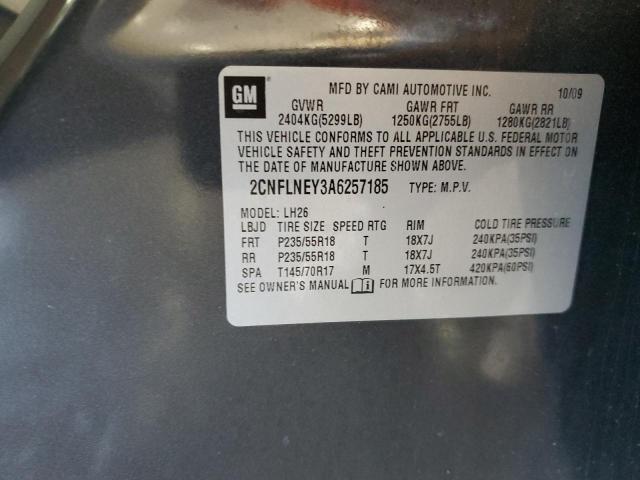 GM
MFD BY CAMI AUTOMOTIVE INC. 10/09
GVWR GAWR FRT GAWR RR
2404KG(5299LB) 1250KG(2755LB) 1280KG(2821LB)
THIS VEHICLE CONFORMS TO ALL APPLICABLE U.S. FEDERAL MOTOR
VEHICLE SAFETY AND THEFT PREVENTION STANDARDS IN EFFECT ON
THE DATE OF MANUFACTURE SHOWN ABOVE.
2CNFLNEY3A6257185 TYPE: M.P.V.
MODEL: LH26
LBJD TIRE SIZE SPEED RTG RIM COLD TIRE PRESSURE
FRT P235/55R18 T 18X7J 240KPA(35PSI)
RR P235/55R18 T 18X7J 240KPA(35PSI)
SPA T145/70R17 M 17X4.5T 420KPA(60PSI)
SEE OWNER'S MANUAL i FOR MORE INFORMATION.